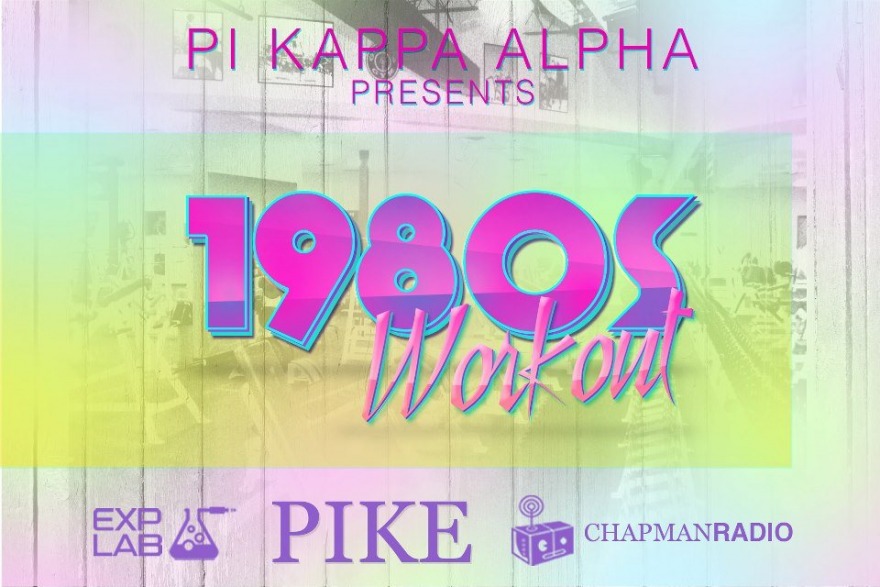 PI KAPPA ALPHA
PRESENTS
1980S
Workout
EXP
LAB
PIKE
CHAPMANRADIO